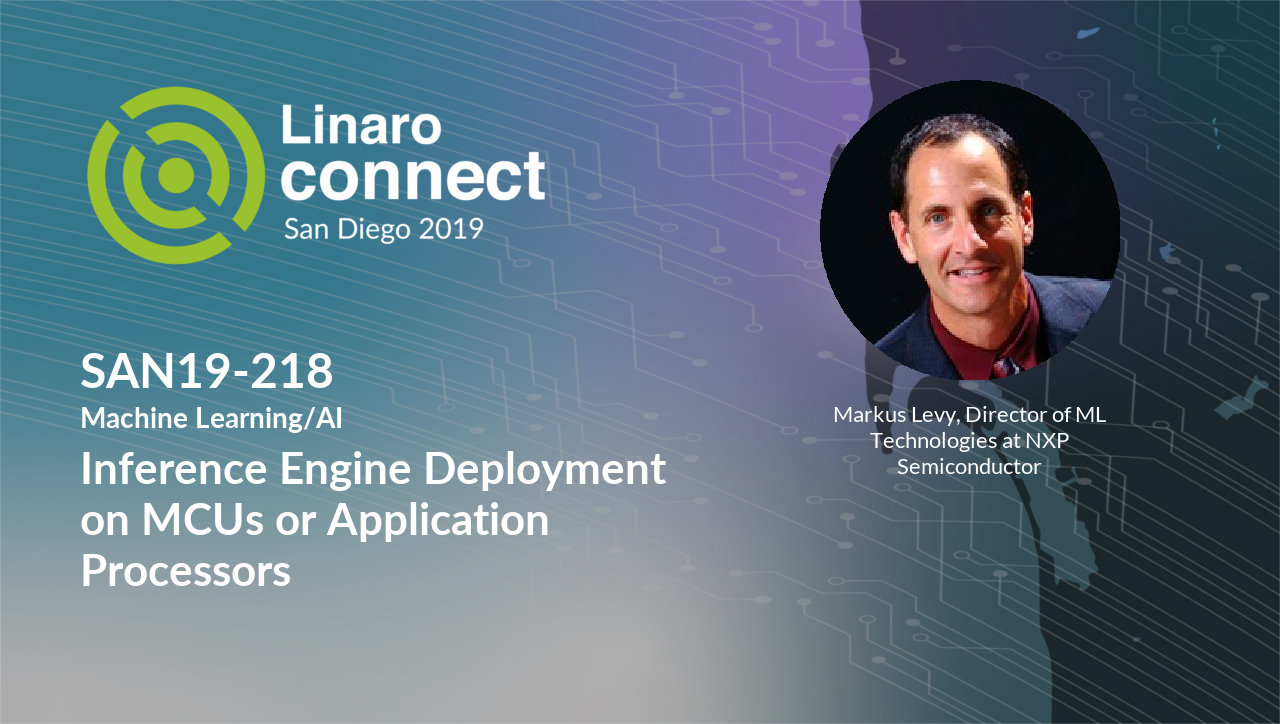 Linaro
connect
San Diego 2019
SAN19-218
Machine Learning/AI
Inference Engine Deployment
on MCUs or Application
Processors
Markus Levy, Director of ML
Technologies at NXP
Semiconductor